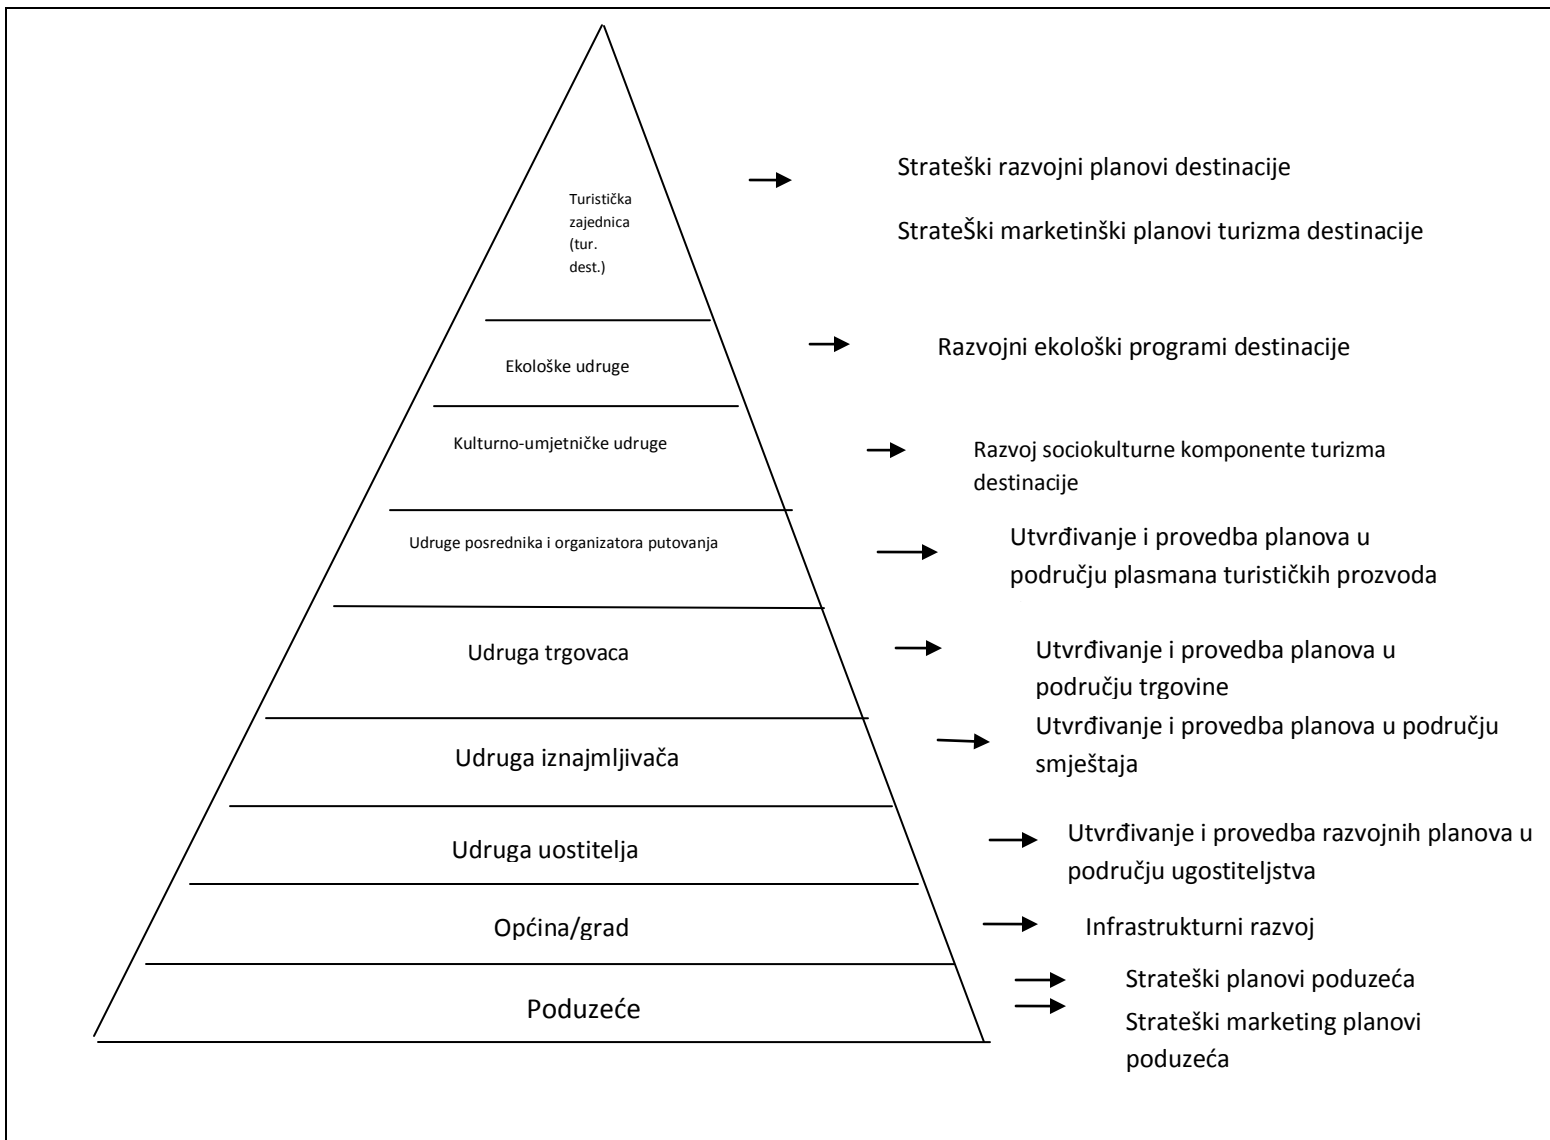 Turistička
zajednica
(tur.
dest.)
Strateški razvojni planovi destinacije
StrateŠki marketinški planovi turizma destinacije
Ekološke udruge
Razvojni ekološki programi destinacije
Kulturno-umjetničke udruge
Razvoj sociokulturne komponente turizma
destinacije
Udruge posrednika i organizatora putovanja
Utvrđivanje i provedba planova u
području plasmana turističkih prozvoda
Udruga trgovaca
Utvrđivanje i provedba planova u
području trgovine
Udruga iznajmljivača
Utvrđivanje i provedba planova u području
smještaja
Udruga uostitelja
Utvrđivanje i provedba razvojnih planova u
području ugostiteljstva
Općina/grad
Infrastrukturni razvoj
Poduzeće
Strateški planovi poduzeća
Strateški marketing planovi
poduzeća